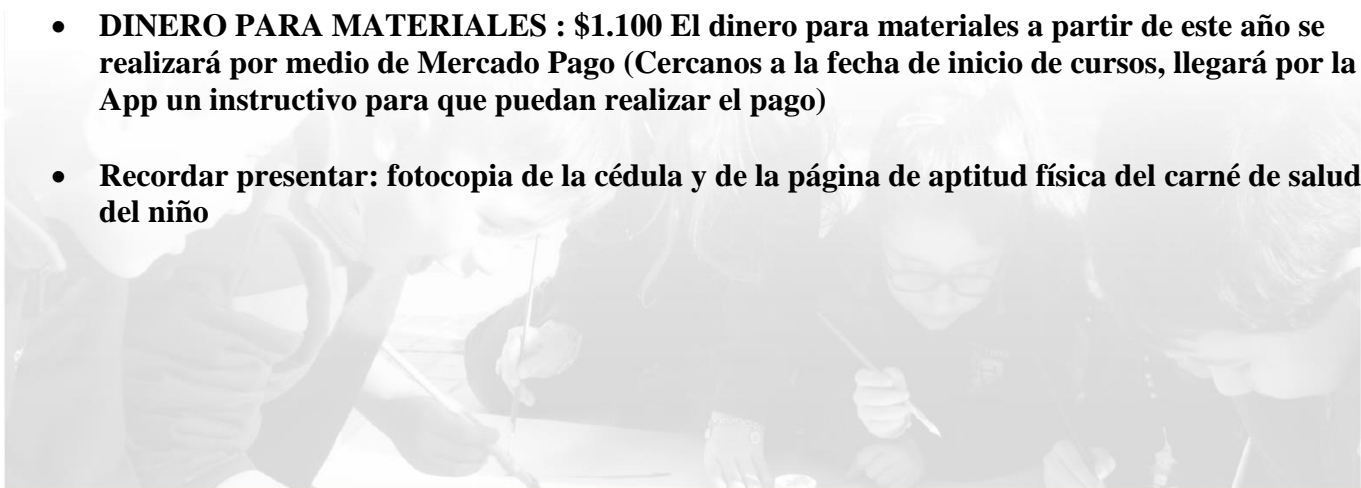 • DINERO PARA MATERIALES : $1.100 El dinero para materiales a partir de este año se
realizará por medio de Mercado Pago (Cercanos a la fecha de inicio de cursos, llegará por la
App un instructivo para que puedan realizar el pago)
• Recordar presentar: fotocopia de la cédula y de la página de aptitud física del carné de salud
del niño